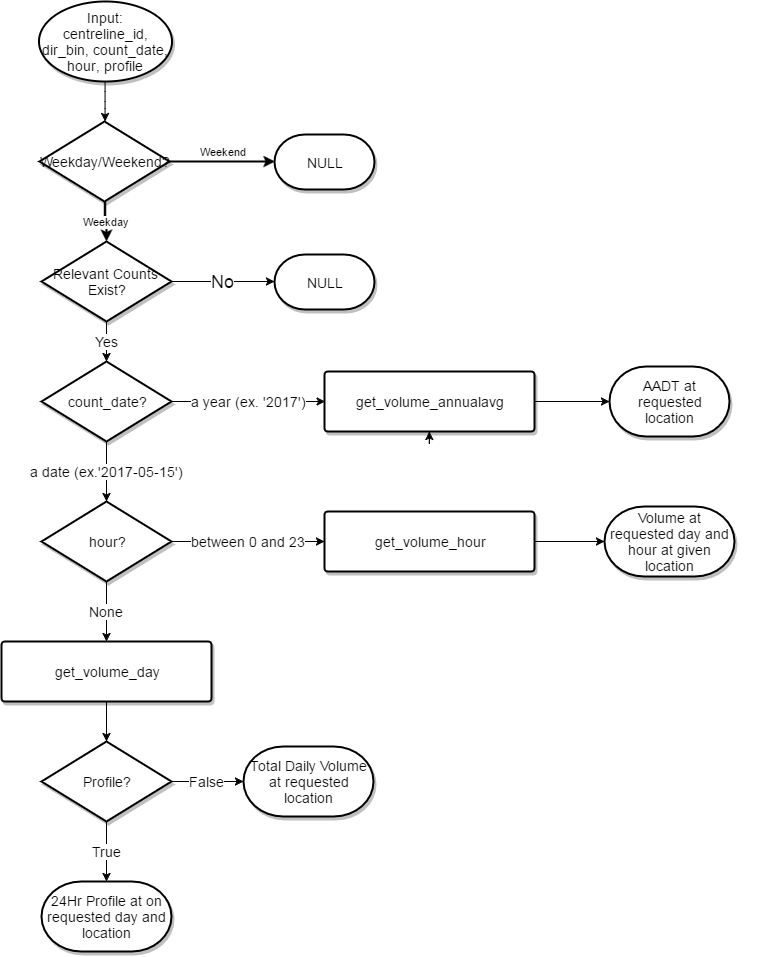 Input:
centreline_id,
dir_bin, count_date,
hour, profile
Weekday/Weekend?
Weekend
NULL
Weekday
Relevant Counts
Exist?
No
NULL
Yes
count_date?
a year (ex. '2017')
get_volume_annualavg
AADT at
requested
location
a date (ex.'2017-05-15')
hour?
between 0 and 23
get_volume_hour
Volume at
requested day and
hour at given
location
None
get_volume_day
Profile?
False
Total Daily Volume
at requested
location
True
24Hr Profile at on
requested day and
location